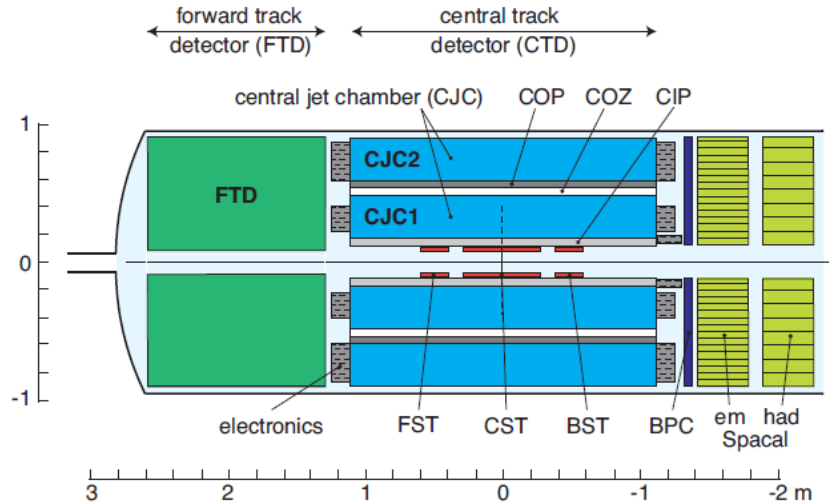 forward track
detector (FTD)
central track
detector (CTD)
central jet chamber (CJC) COP COZ CIP
1
CJC2
FTD
CJC1
0
-1
electronics FST CST BST BPC em had
Spacal
3 2 1 0 -1 -2 m